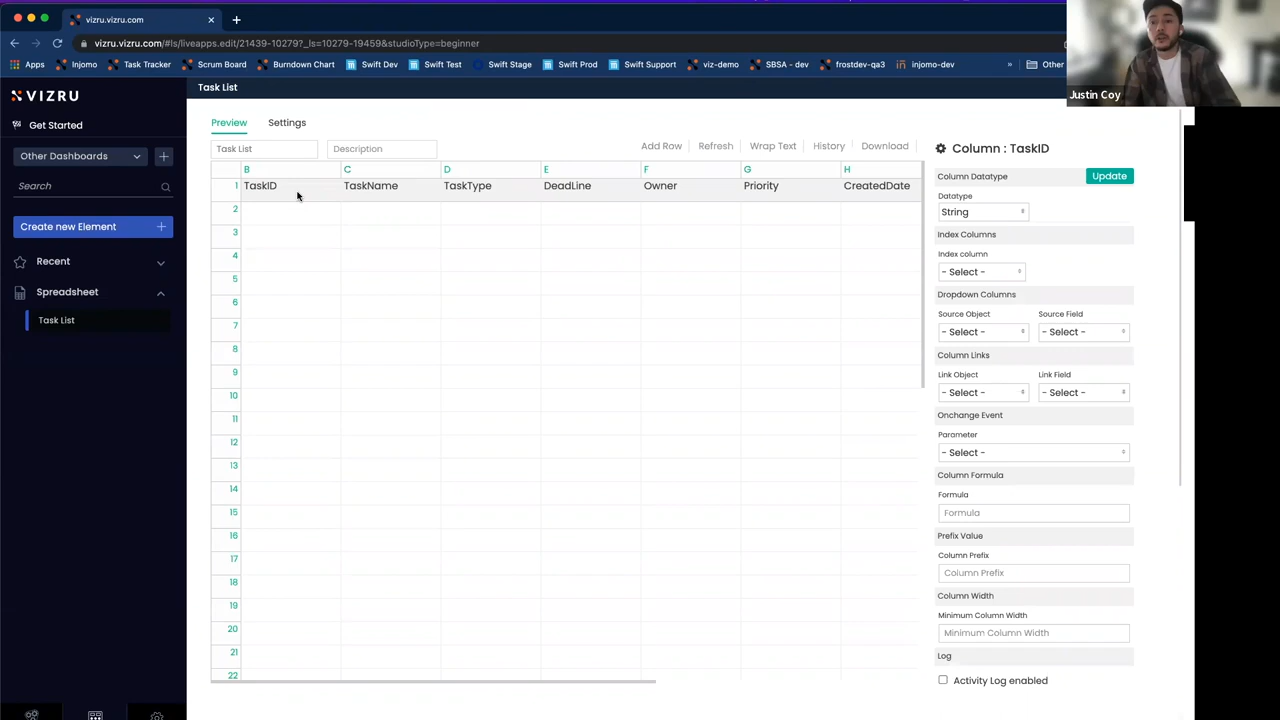 vizru.vizru.com
vizru.vizru.com/#ls/liveapps.edit/21439-10279?_ls=10279-19459&studioType=beginner
Apps Injomo Task Tracker Scrum Board Burndown Chart Swift Dev Swift Test Swift Stage Swift Prod Swift Support viz-demo SBSA - dev frostdev-qa3 injomo-dev » Other
Justin Coy
VIZRU
Get Started
Other Dashboards
Search
Create new Element
Recent
Spreadsheet
Task List
Task List
Preview Settings
Task List Description Add Row Refresh Wrap Text History Download
B C D E F G H
1 TaskID TaskName TaskType DeadLine Owner Priority CreatedDate
2
3
4
5
6
7
8
9
10
11
12
13
14
15
16
17
18
19
20
21
22
Column : TaskID
Column Datatype Update
Datatype
String
Index Columns
Index column
- Select -
Dropdown Columns
Source Object Source Field
- Select - - Select -
Column Links
Link Object Link Field
- Select - - Select -
Onchange Event
Parameter
- Select -
Column Formula
Formula
Formula
Prefix Value
Column Prefix
Column Prefix
Column Width
Minimum Column Width
Minimum Column Width
Log
Activity Log enabled